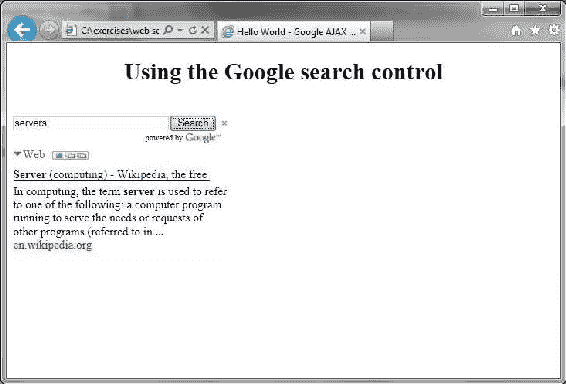 C:\exercises\web se
Hello World - Google AJAX ...
Using the Google search control
servers
Search
powered by Google™
Web
Server (computing) - Wikipedia, the free
In computing, the term server is used to refer
to one of the following: a computer program
running to serve the needs or requests of
other programs (referred to in ...
en.wikipedia.org